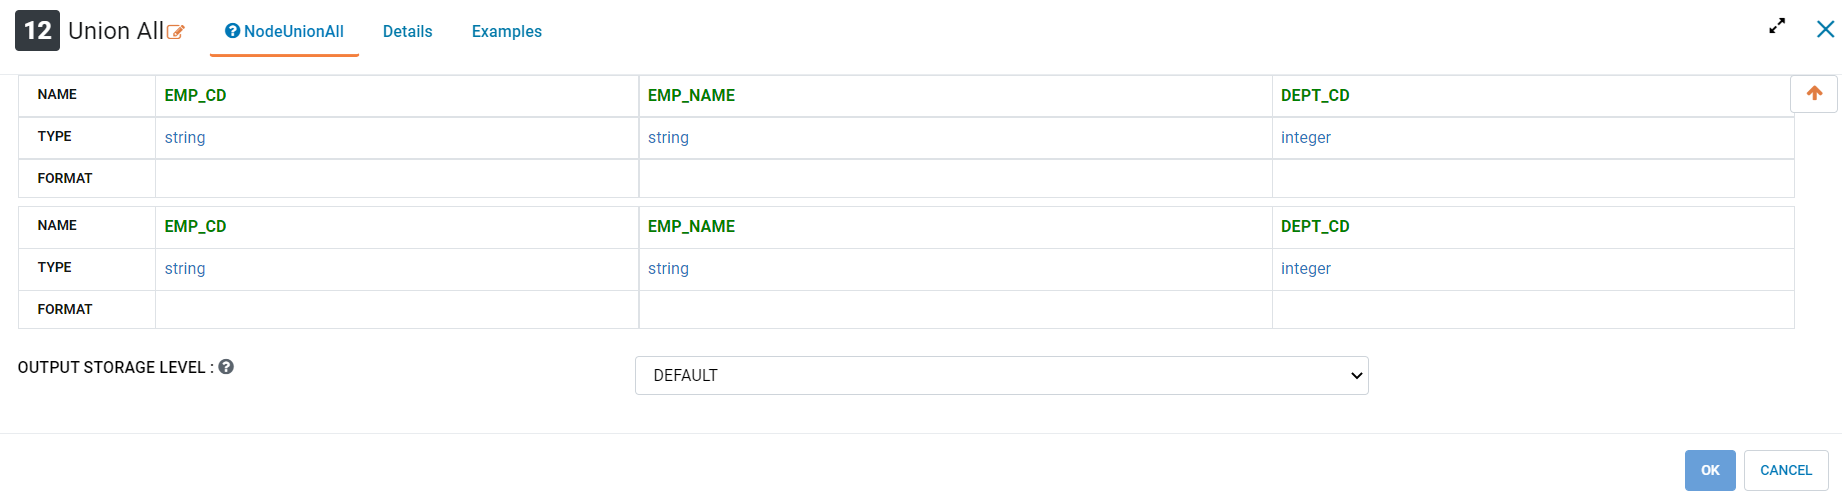 12 Union All NodeUnionAll Details Examples
NAME EMP_CD EMP_NAME DEPT_CD
TYPE string string integer
FORMAT
NAME EMP_CD EMP_NAME DEPT_CD
TYPE string string integer
FORMAT
OUTPUT STORAGE LEVEL : DEFAULT
OK CANCEL